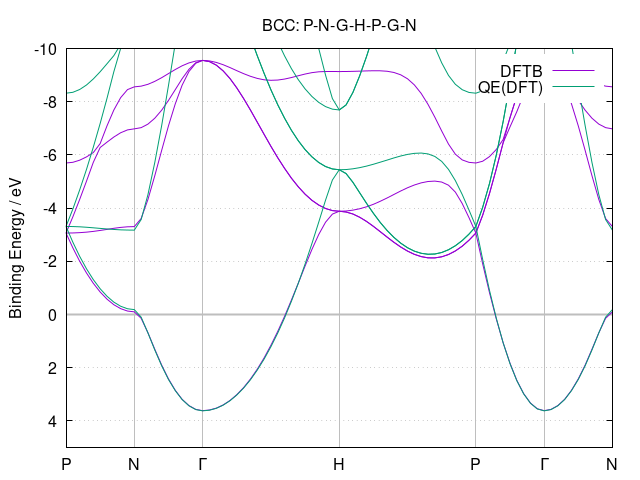 BCC: P-N-G-H-P-G-N
Binding Energy / eV
-10
-8
-6
-4
-2
0
2
4
DFTB
QE(DFT)
P N Γ H P Γ N